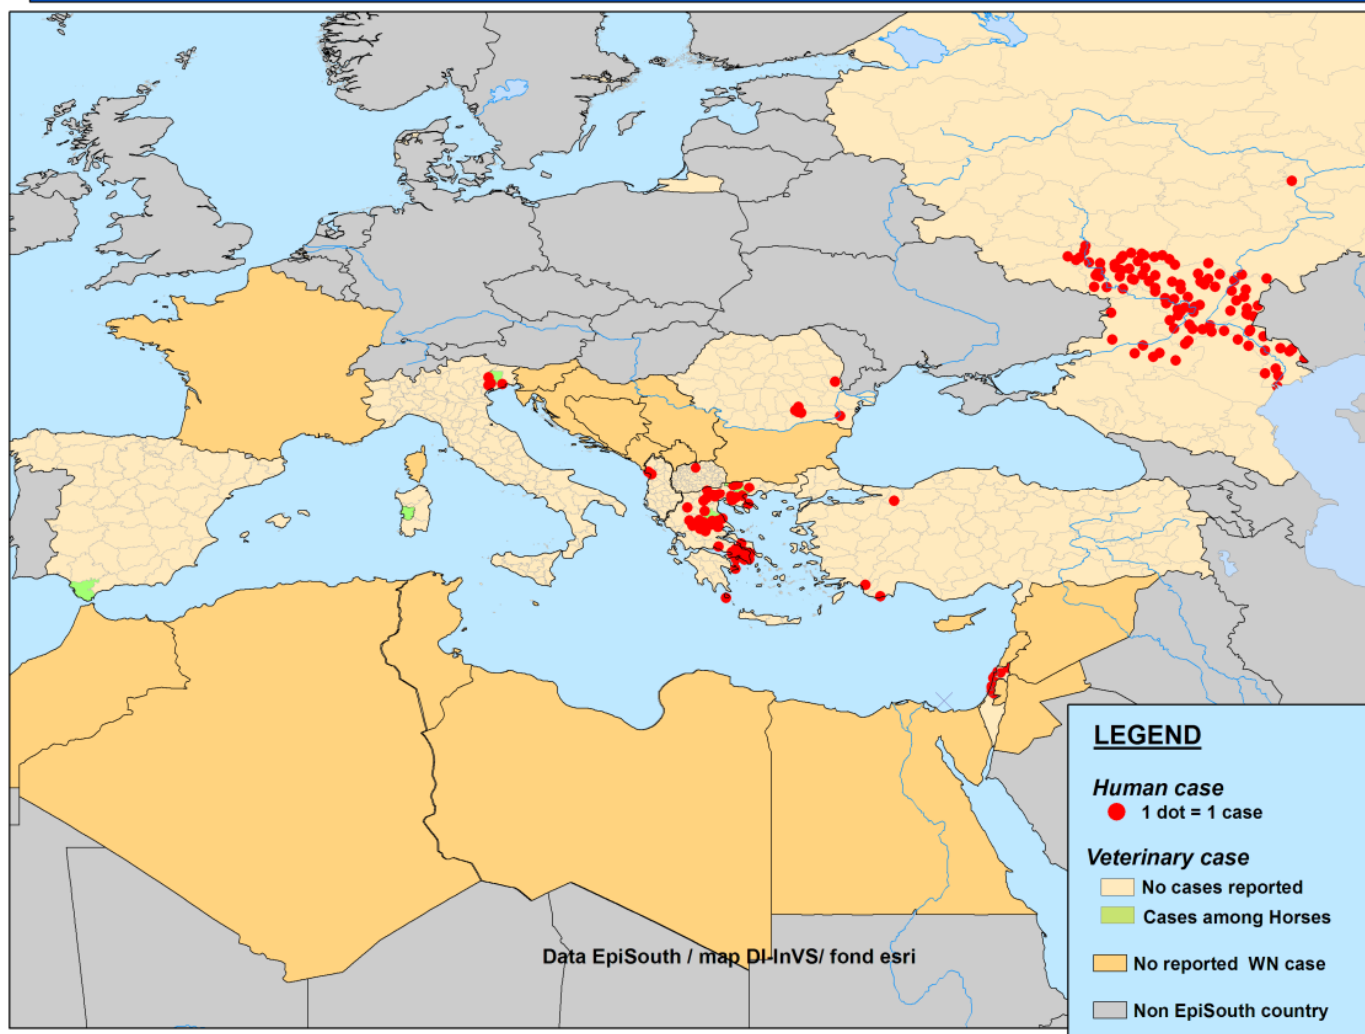 LEGEND
Human case
1 dot = 1 case
Veterinary case
No cases reported
Cases among Horses
No reported WN case
Non EpiSouth country
Data EpiSouth / map DI-InVS/ fond esri